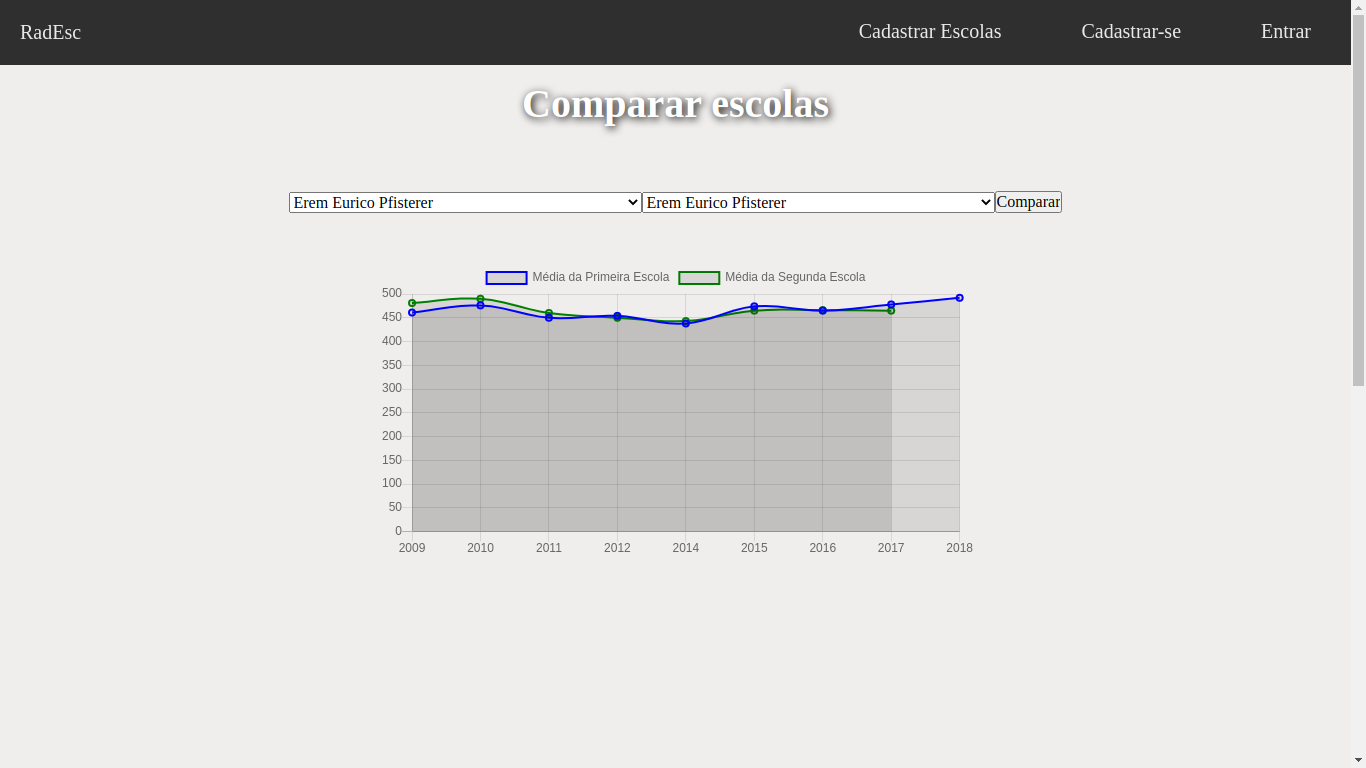 RadEsc Cadastrar Escolas Cadastrar-se Entrar
Comparar escolas
Erem Eurico Pfisterer Erem Eurico Pfisterer Comparar
Média da Primeira Escola Média da Segunda Escola
500
450
400
350
300
250
200
150
100
50
0
2009 2010 2011 2012 2014 2015 2016 2017 2018